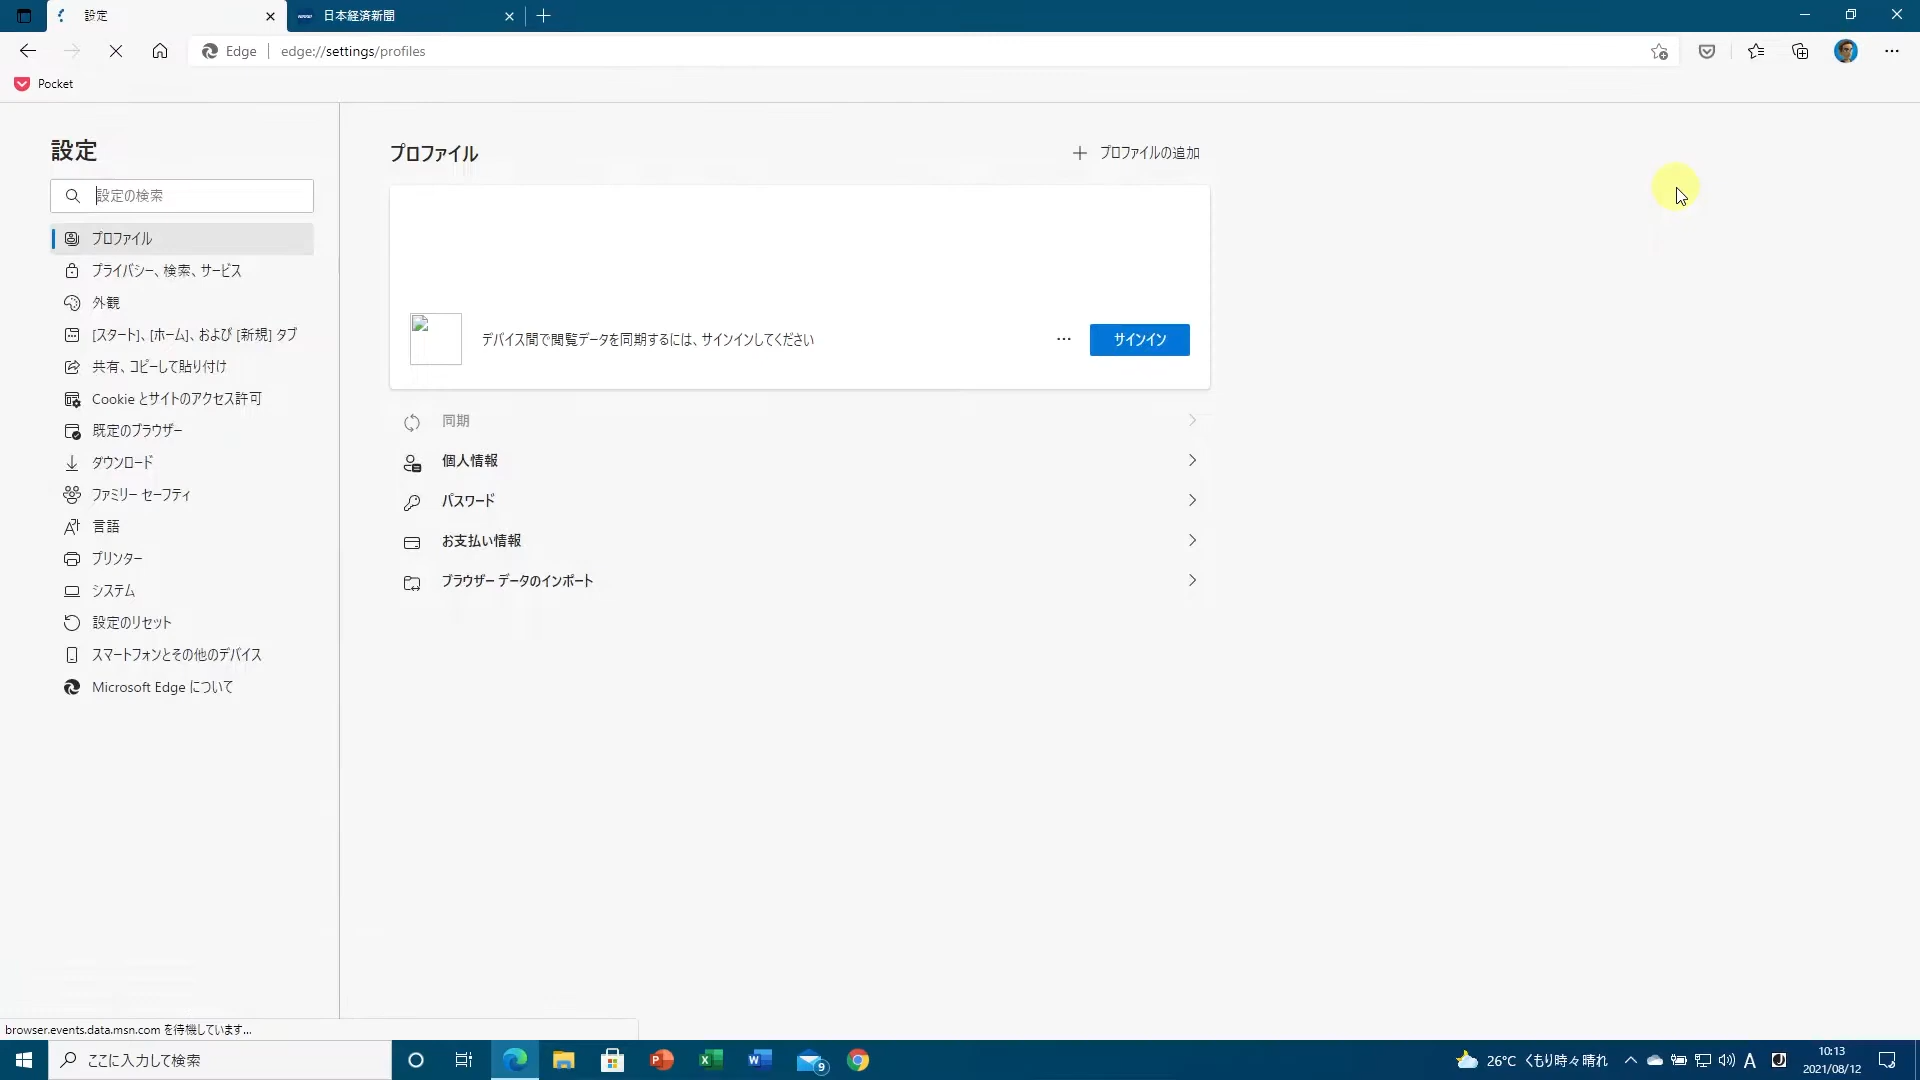 設定
日本経済新聞
Edge
edge://settings/profiles
Pocket
設定
設定の検索
プロファイル
プライバシー、検索、サービス
外観
[スタート]、[ホーム]、および [新規] タブ
共有、コピーして貼り付け
Cookie とサイトのアクセス許可
既定のブラウザー
ダウンロード
ファミリー セーフティ
言語
プリンター
システム
設定のリセット
スマートフォンとその他のデバイス
Microsoft Edge について
プロファイル
プロファイルの追加
デバイス間で閲覧データを同期するには、サインインしてください
サインイン
同期
個人情報
パスワード
お支払い情報
ブラウザー データのインポート
browser.events.data.msn.com を待機しています...
ここに入力して検索
9
26°C くもり時々晴れ
A
10:13
2021/08/12